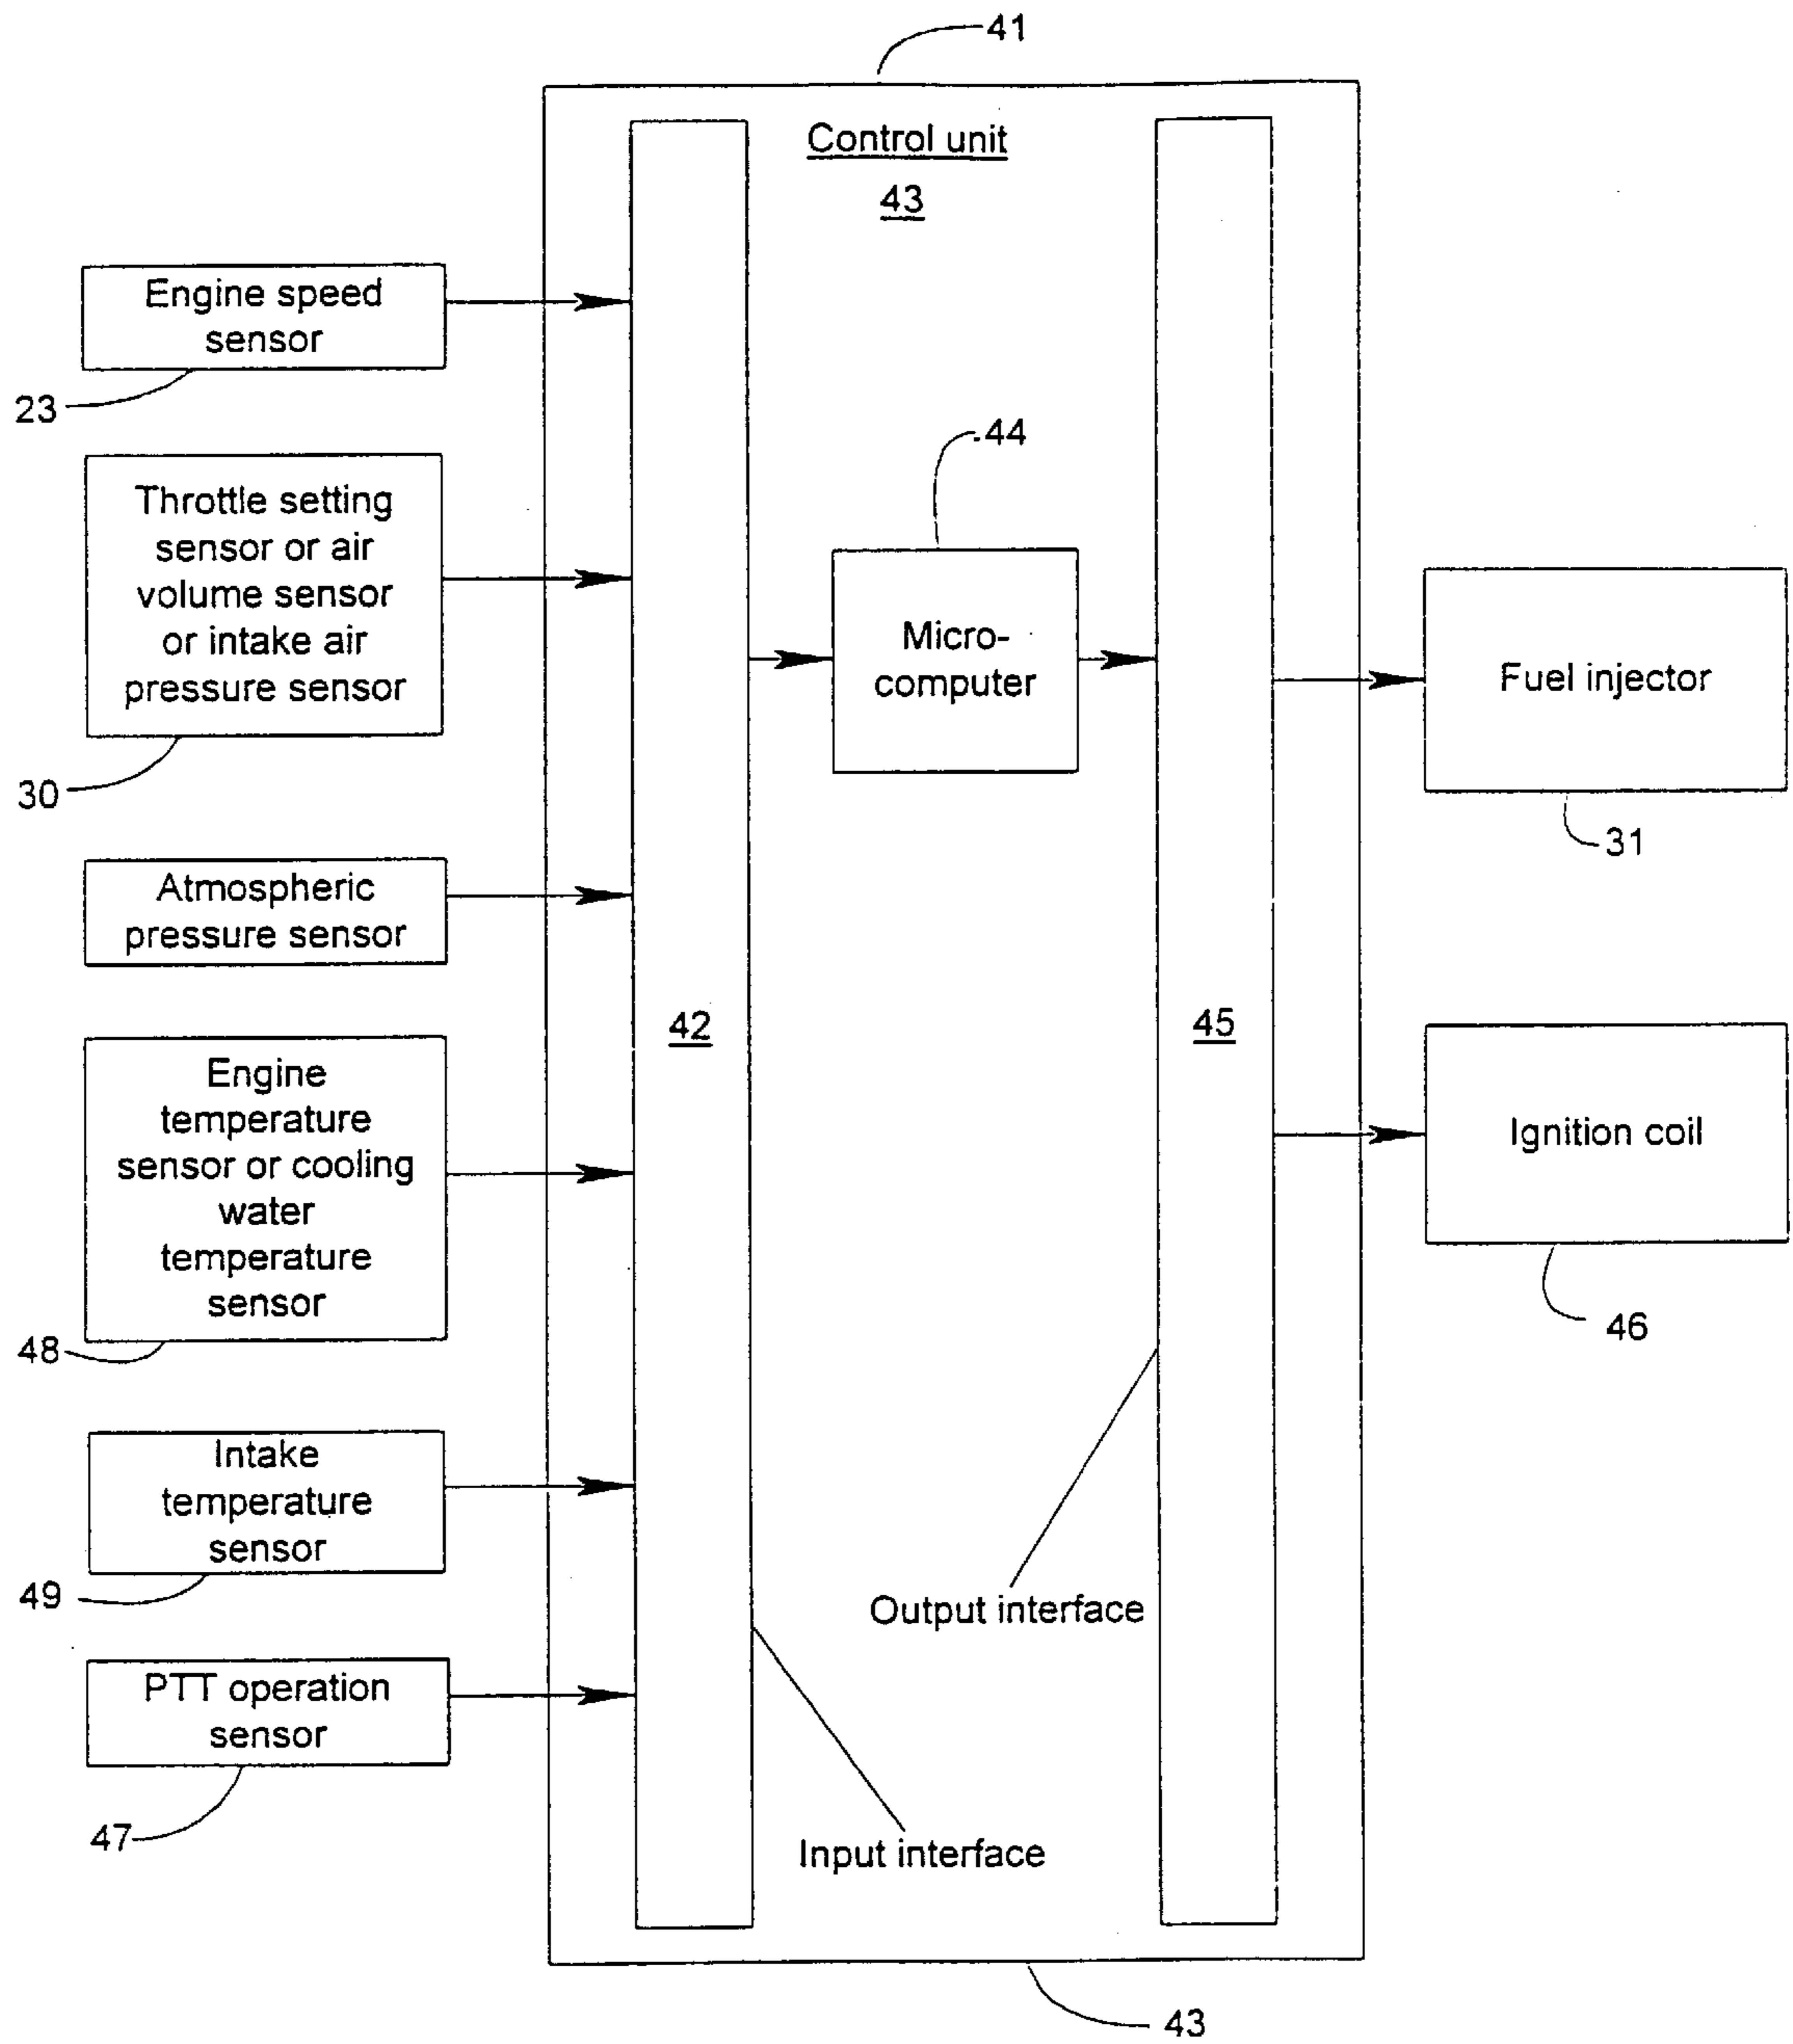 41
Control unit
43
Engine speed
sensor
23
Throttle setting
sensor or air
volume sensor
or intake air
pressure sensor
30
Atmospheric
pressure sensor
Engine
temperature
sensor or cooling
water
temperature
sensor
48
Intake
temperature
sensor
49
PTT operation
sensor
47
42
44
Micro-
computer
45
Output interface
Input interface
Fuel injector
31
Ignition coil
46
43